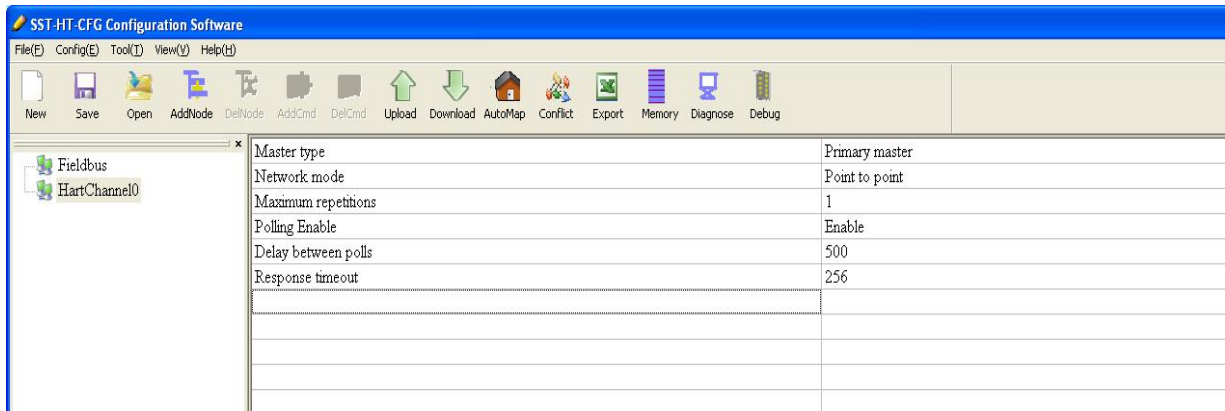 SST-HT-CFG Configuration Software
File(F) Config(E) Tool(T) View(V) Help(H)
New Save Open AddNode DelNode AddCmd DelCmd Upload Download AutoMap Conflict Export Memory Diagnose Debug
x
Fieldbus
HartChannel0
Master type Primary master
Network mode Point to point
Maximum repetitions 1
Polling Enable Enable
Delay between polls 500
Response timeout 256